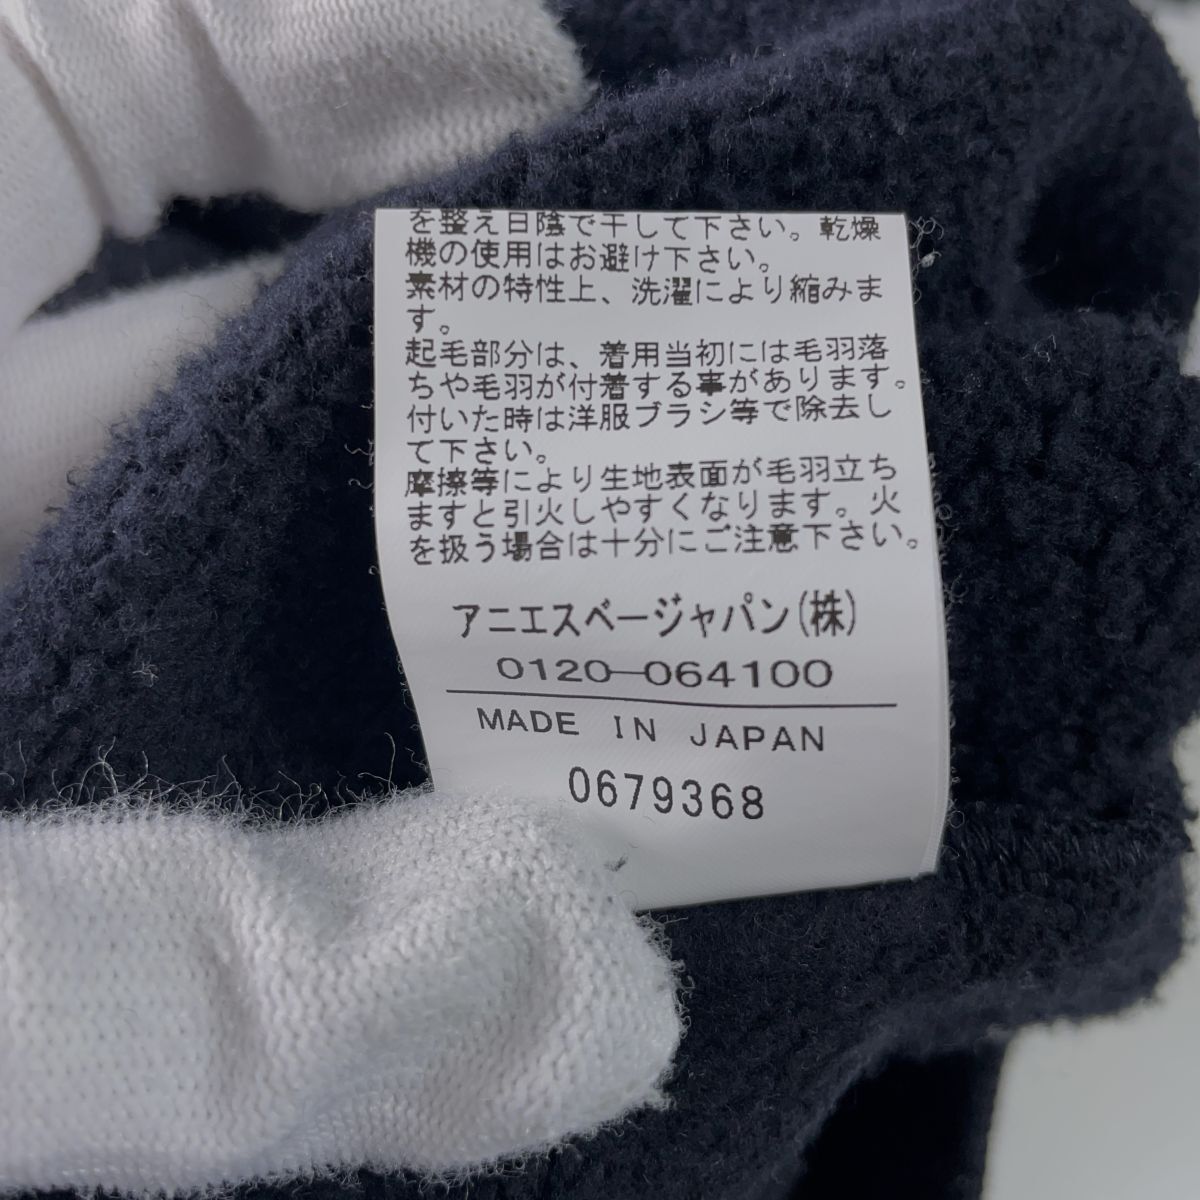 を整え日陰で干して下さい。乾燥
機の使用はお避け下さい。
素材の特性上、洗濯により縮みま
す。
起毛部分は、着用当初には毛羽落
ちや毛羽が付着する事があります。
付いた時は洋服ブラシ等で除去し
て下さい。
摩擦等により生地表面が毛羽立ち
ますと引火しやすくなります。火
を扱う場合は十分にご注意下さい。
アニエスベージャパン(株)
0120-064100
MADE IN JAPAN
0679368